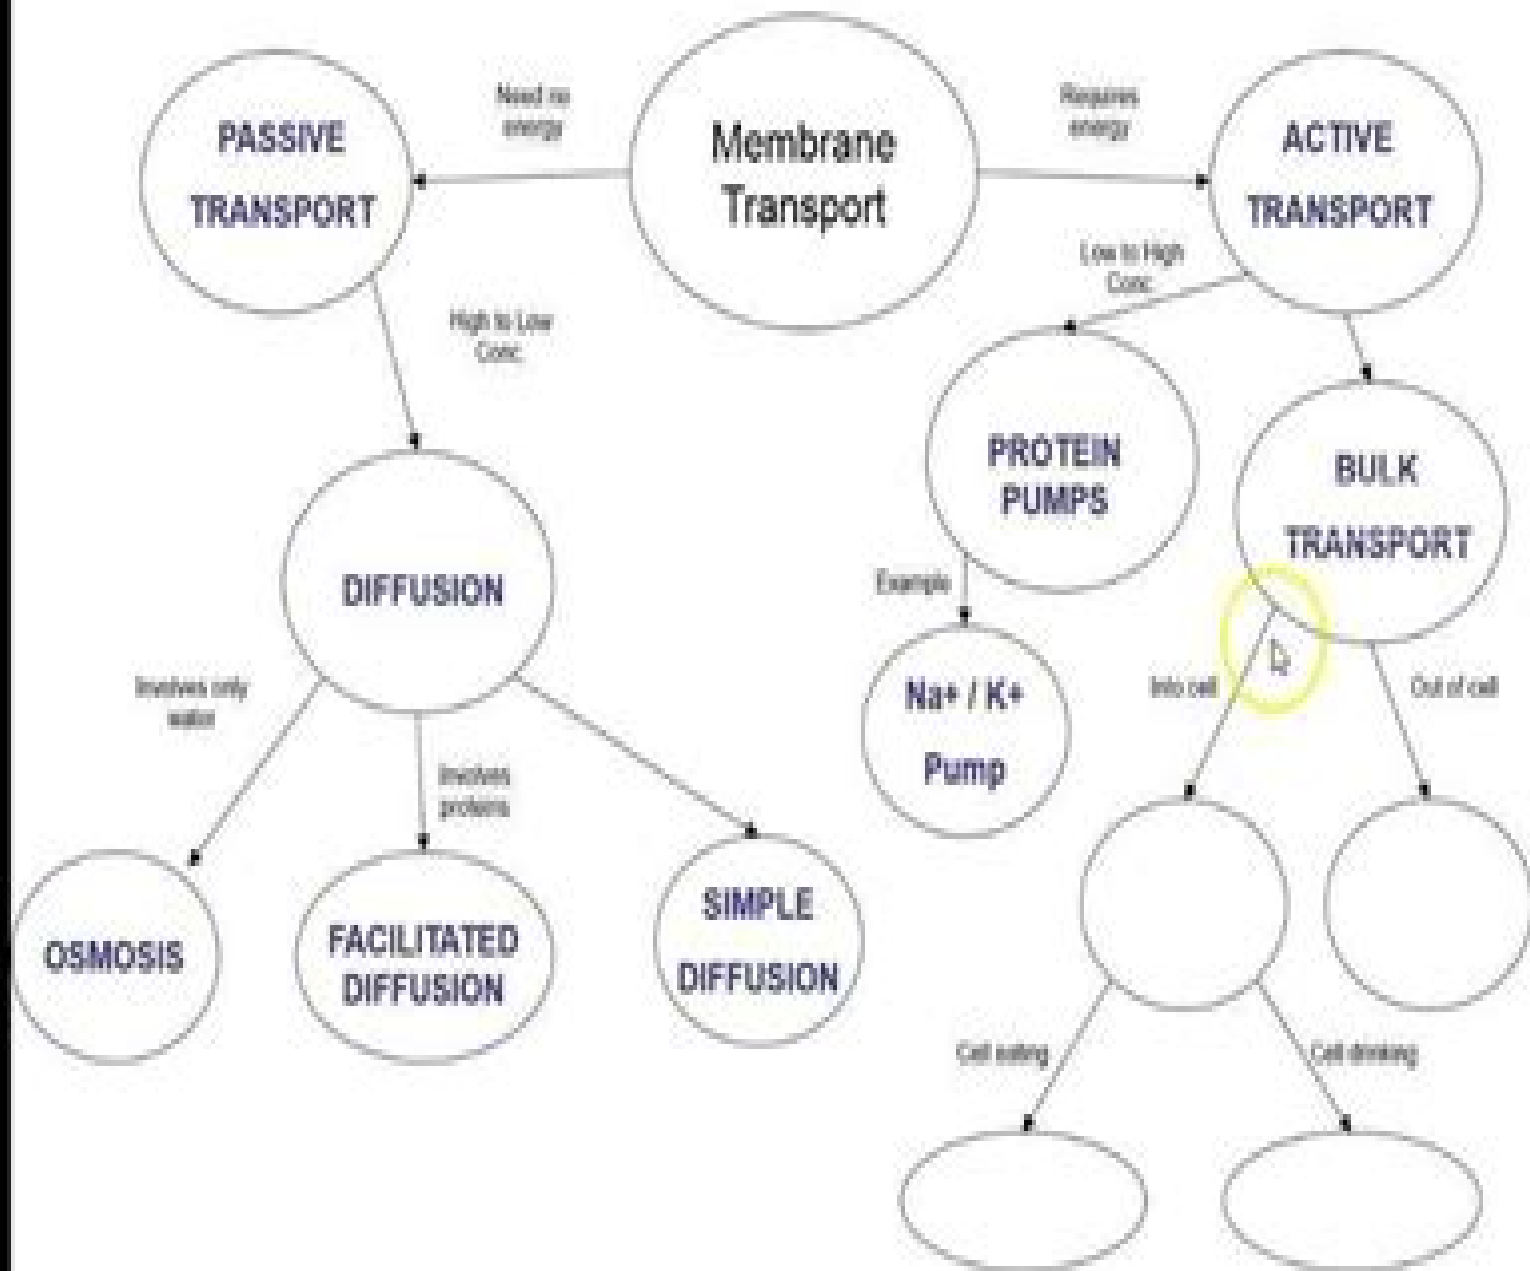 Membrane
Transport
Need no
energy
Requires
energy
PASSIVE
TRANSPORT
ACTIVE
TRANSPORT
High to Low
Conc.
Low to High
Conc
DIFFUSION
PROTEIN
PUMPS
BULK
TRANSPORT
Example
Na+ / K+
Pump
Involves only
water
Involves
proteins
Into cell
Out of cell
OSMOSIS
FACILITATED
DIFFUSION
SIMPLE
DIFFUSION
Cell eating
Cell drinking